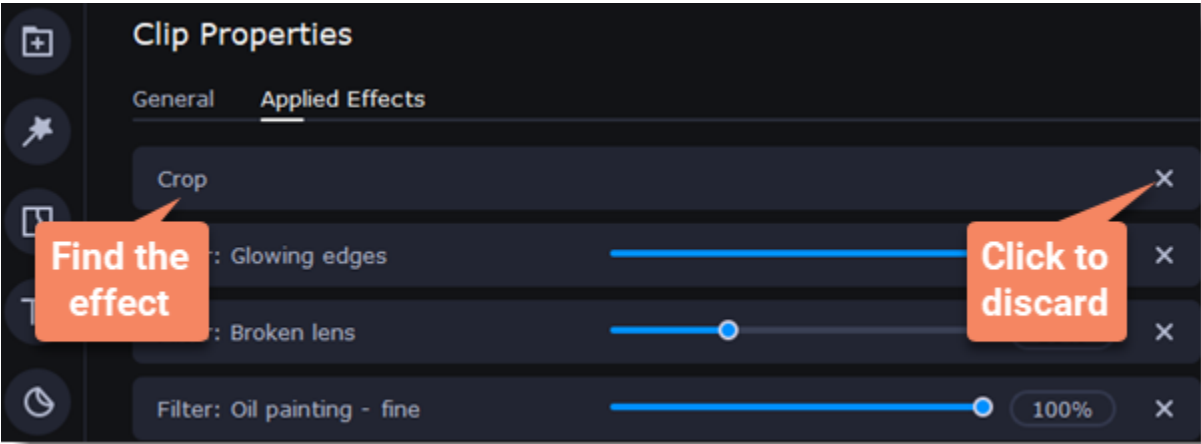 Clip Properties
General Applied Effects
Crop
Find the
effect
Click to
discard
: Glowing edges
: Broken lens
Filter: Oil painting - fine 100%